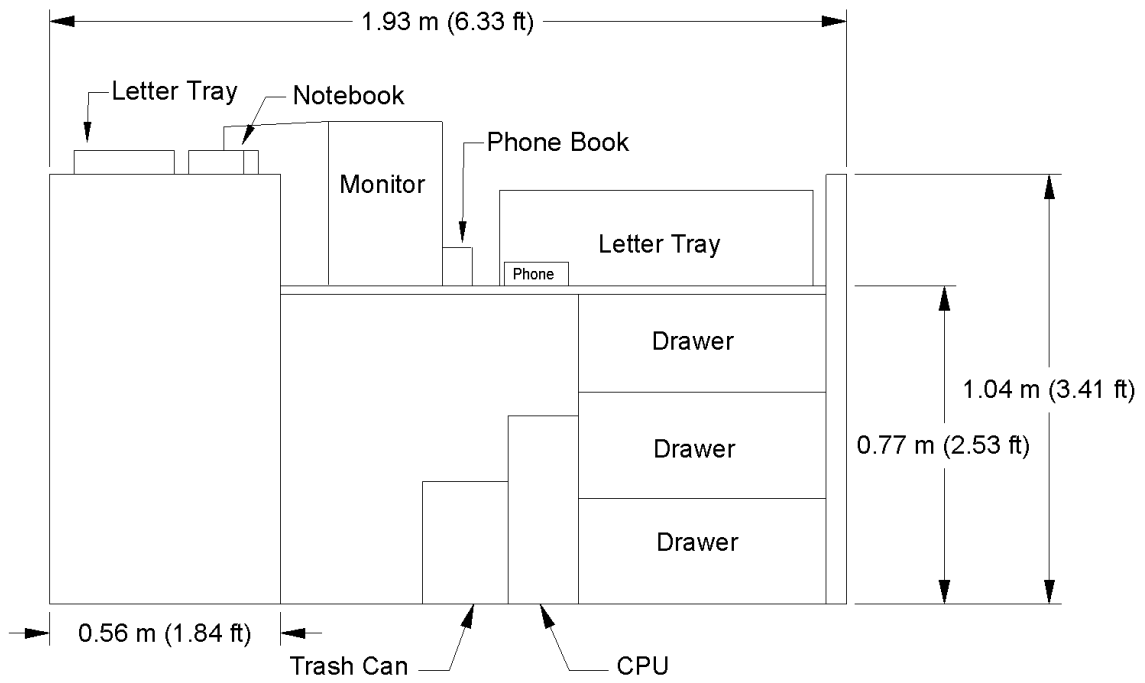 1.93 m (6.33 ft)
Letter Tray
Notebook
Phone Book
Monitor
Letter Tray
Phone
Drawer
1.04 m (3.41 ft)
0.77 m (2.53 ft)
Drawer
Drawer
0.56 m (1.84 ft)
Trash Can
CPU